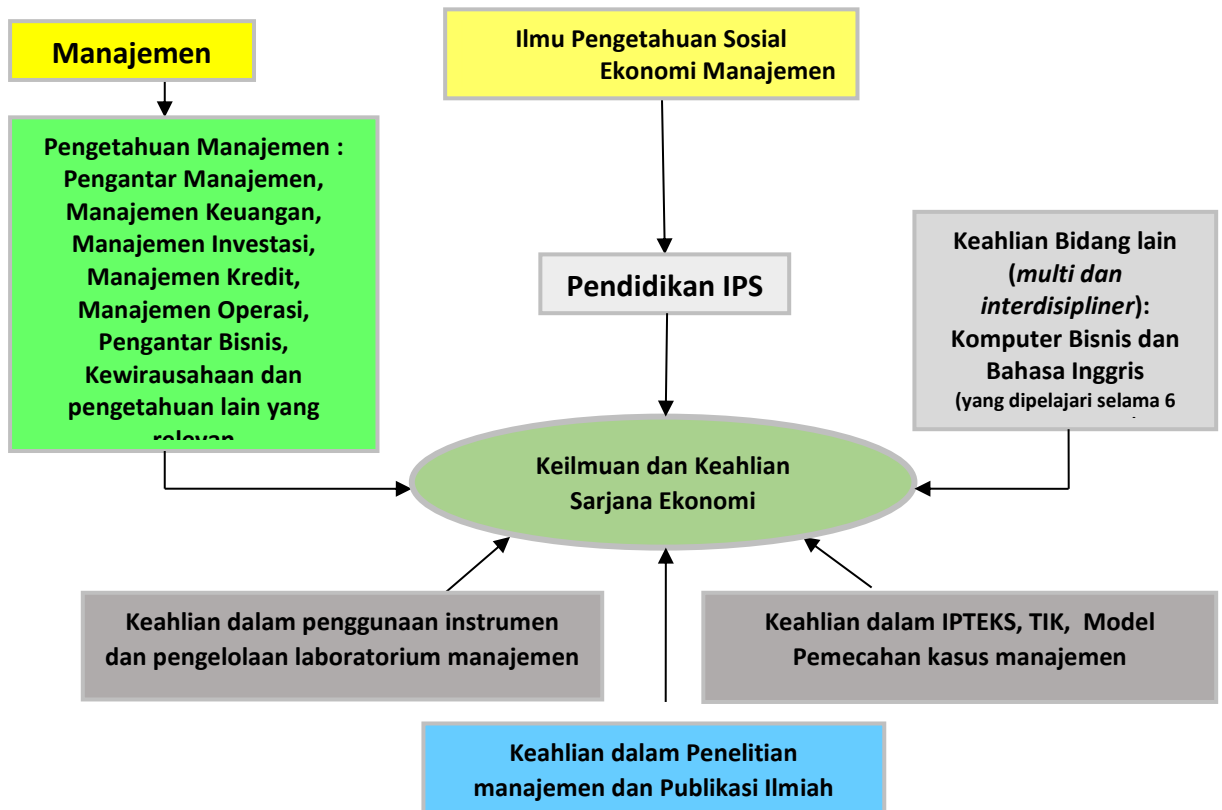 Manajemen
Ilmu Pengetahuan Sosial
Ekonomi Manajemen
Pengetahuan Manajemen :
Pengantar Manajemen,
Manajemen Keuangan,
Manajemen Investasi,
Manajemen Kredit,
Manajemen Operasi,
Pengantar Bisnis,
Kewirausahaan dan
pengetahuan lain yang
relevan
Pendidikan IPS
Keahlian Bidang lain
(multi dan
interdisipliner):
Komputer Bisnis dan
Bahasa Inggris
(yang dipelajari selama 6
Keilmuan dan Keahlian
Sarjana Ekonomi
Keahlian dalam penggunaan instrumen
dan pengelolaan laboratorium manajemen
Keahlian dalam IPTEKS, TIK, Model
Pemecahan kasus manajemen
Keahlian dalam Penelitian
manajemen dan Publikasi Ilmiah